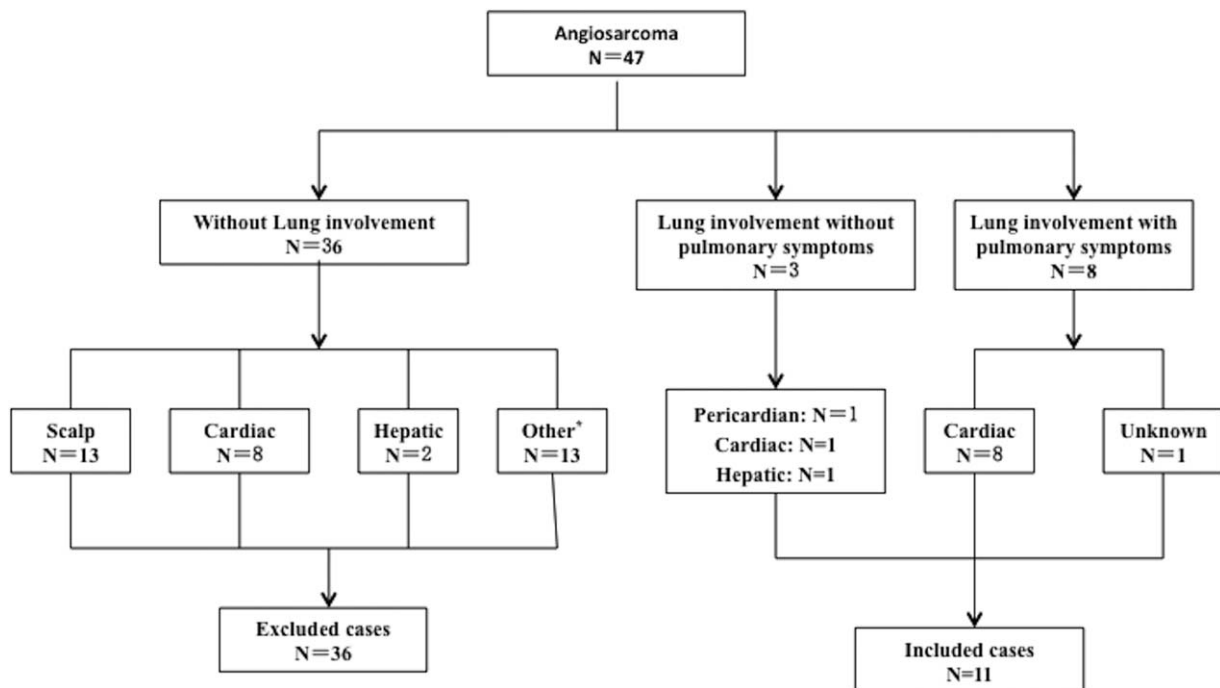 Angiosarcoma
N=47
Without Lung involvement
N=36
Lung involvement without
pulmonary symptoms
N=3
Lung involvement with
pulmonary symptoms
N=8
Scalp
N=13
Cardiac
N=8
Hepatic
N=2
Other*
N=13
Pericardian: N=1
Cardiac: N=1
Hepatic: N=1
Cardiac
N=8
Unknown
N=1
Excluded cases
N=36
Included cases
N=11